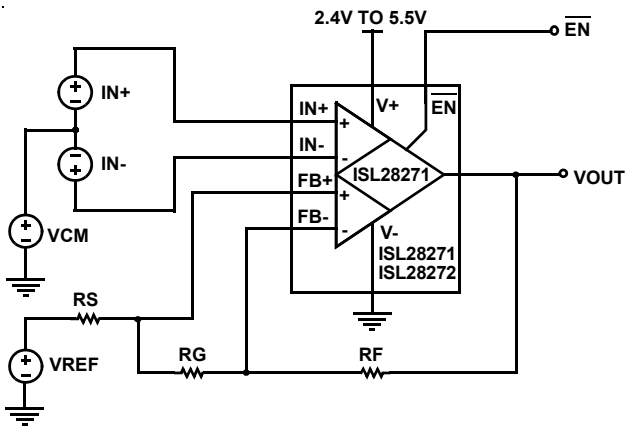 2.4V TO 5.5V
EN
IN+
IN+
V+
EN
+
-
IN-
IN-
-
+
ISL28271
VOUT
FB+
+
FB-
-
+
-
VCM
V-
ISL28271
ISL28272
RS
+
-
VREF
RG
RF